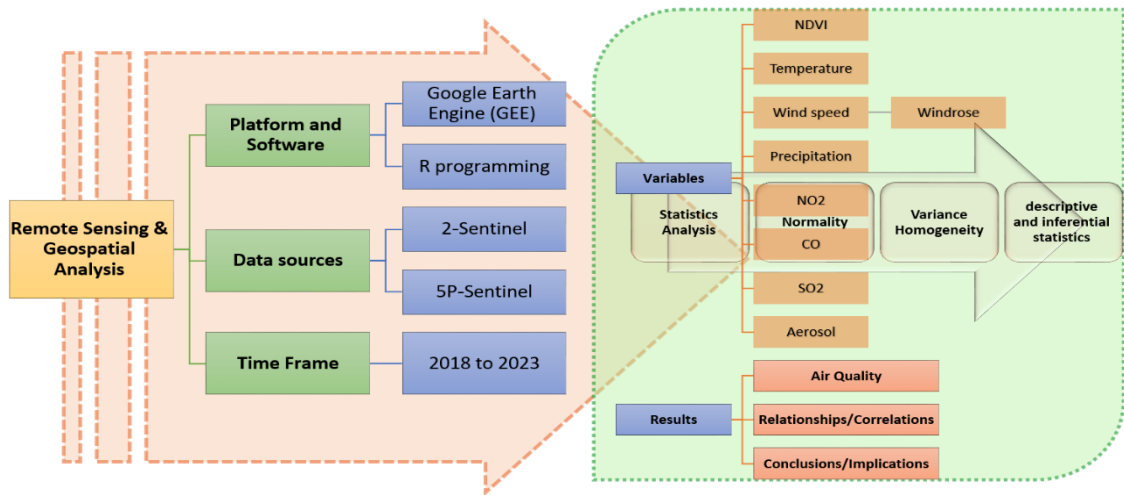 Remote Sensing &
Geospatial
Analysis
Platform and
Software
Google Earth
Engine (GEE)
R programming
Data sources
2-Sentinel
5P-Sentinel
Time Frame
2018 to 2023
Variables
NDVI
Temperature
Wind speed
Windrose
Precipitation
NO2
CO
SO2
Aerosol
Statistics
Analysis
Normality
Variance
Homogeneity
descriptive
and inferential
statistics
Results
Air Quality
Relationships/Correlations
Conclusions/Implications